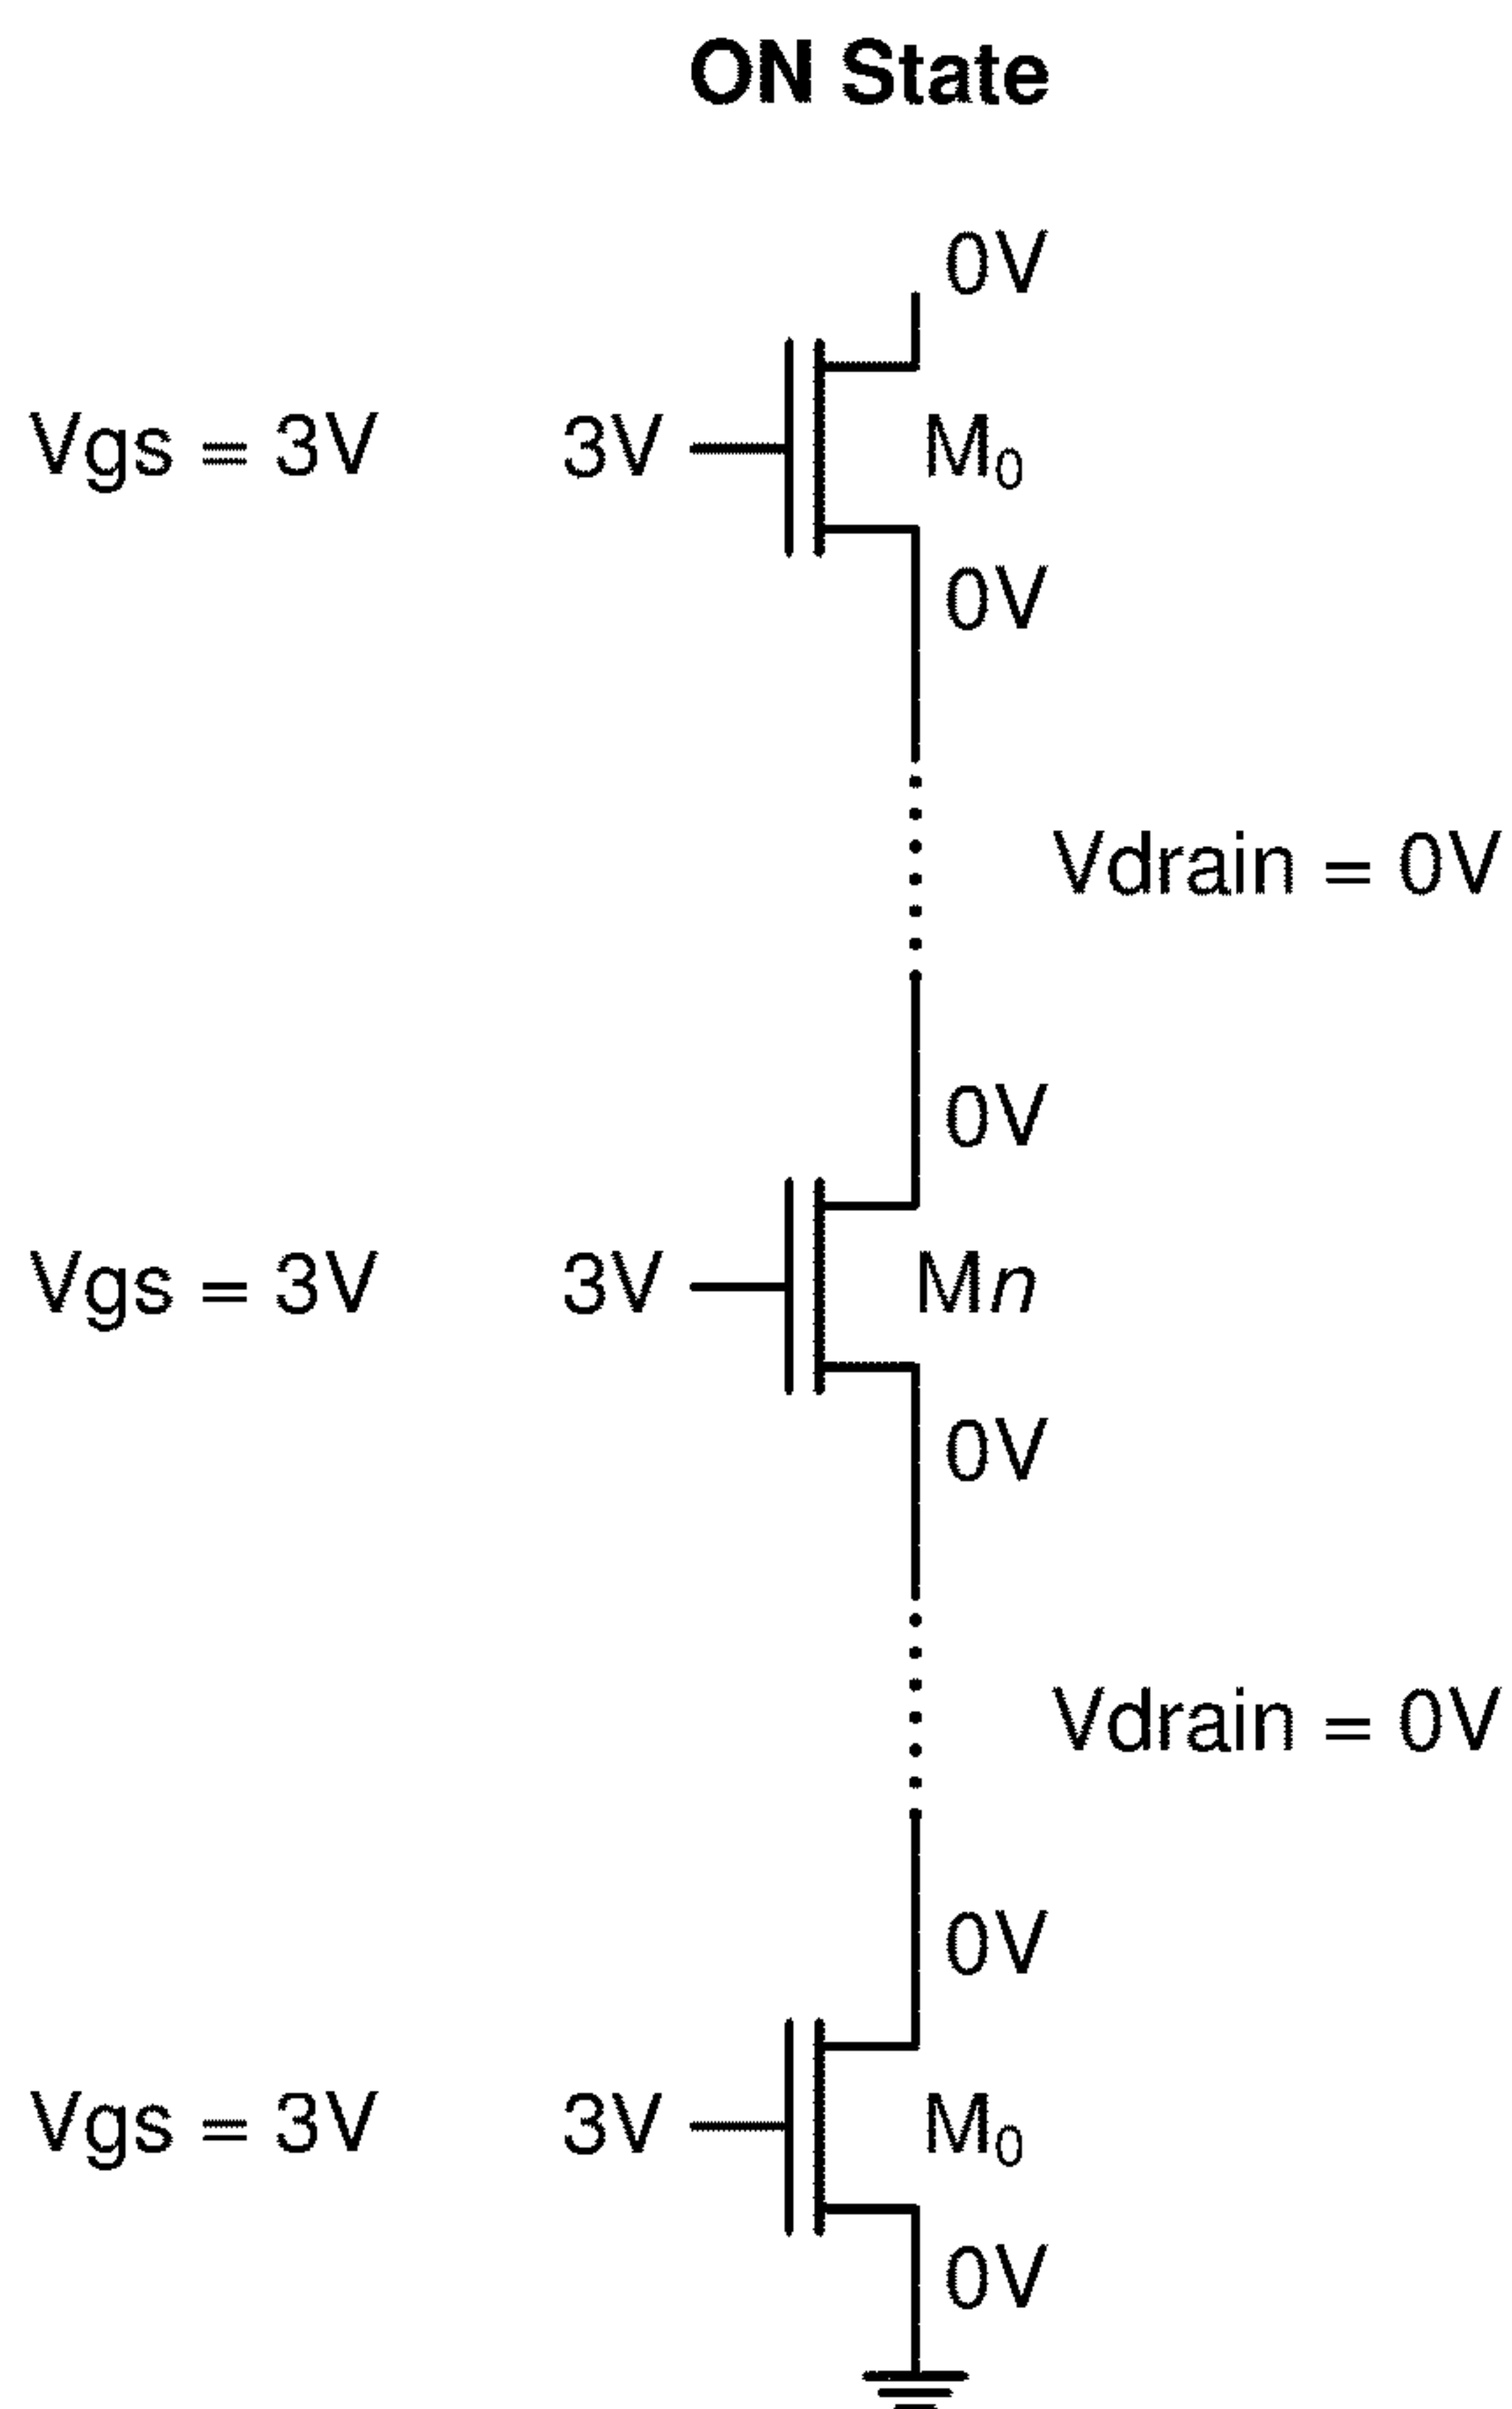 ON State
0V
Vgs = 3V 3V M₀
0V
Vdrain = 0V
0V
Vgs = 3V 3V Mn
0V
Vdrain = 0V
0V
Vgs = 3V 3V M₀
0V